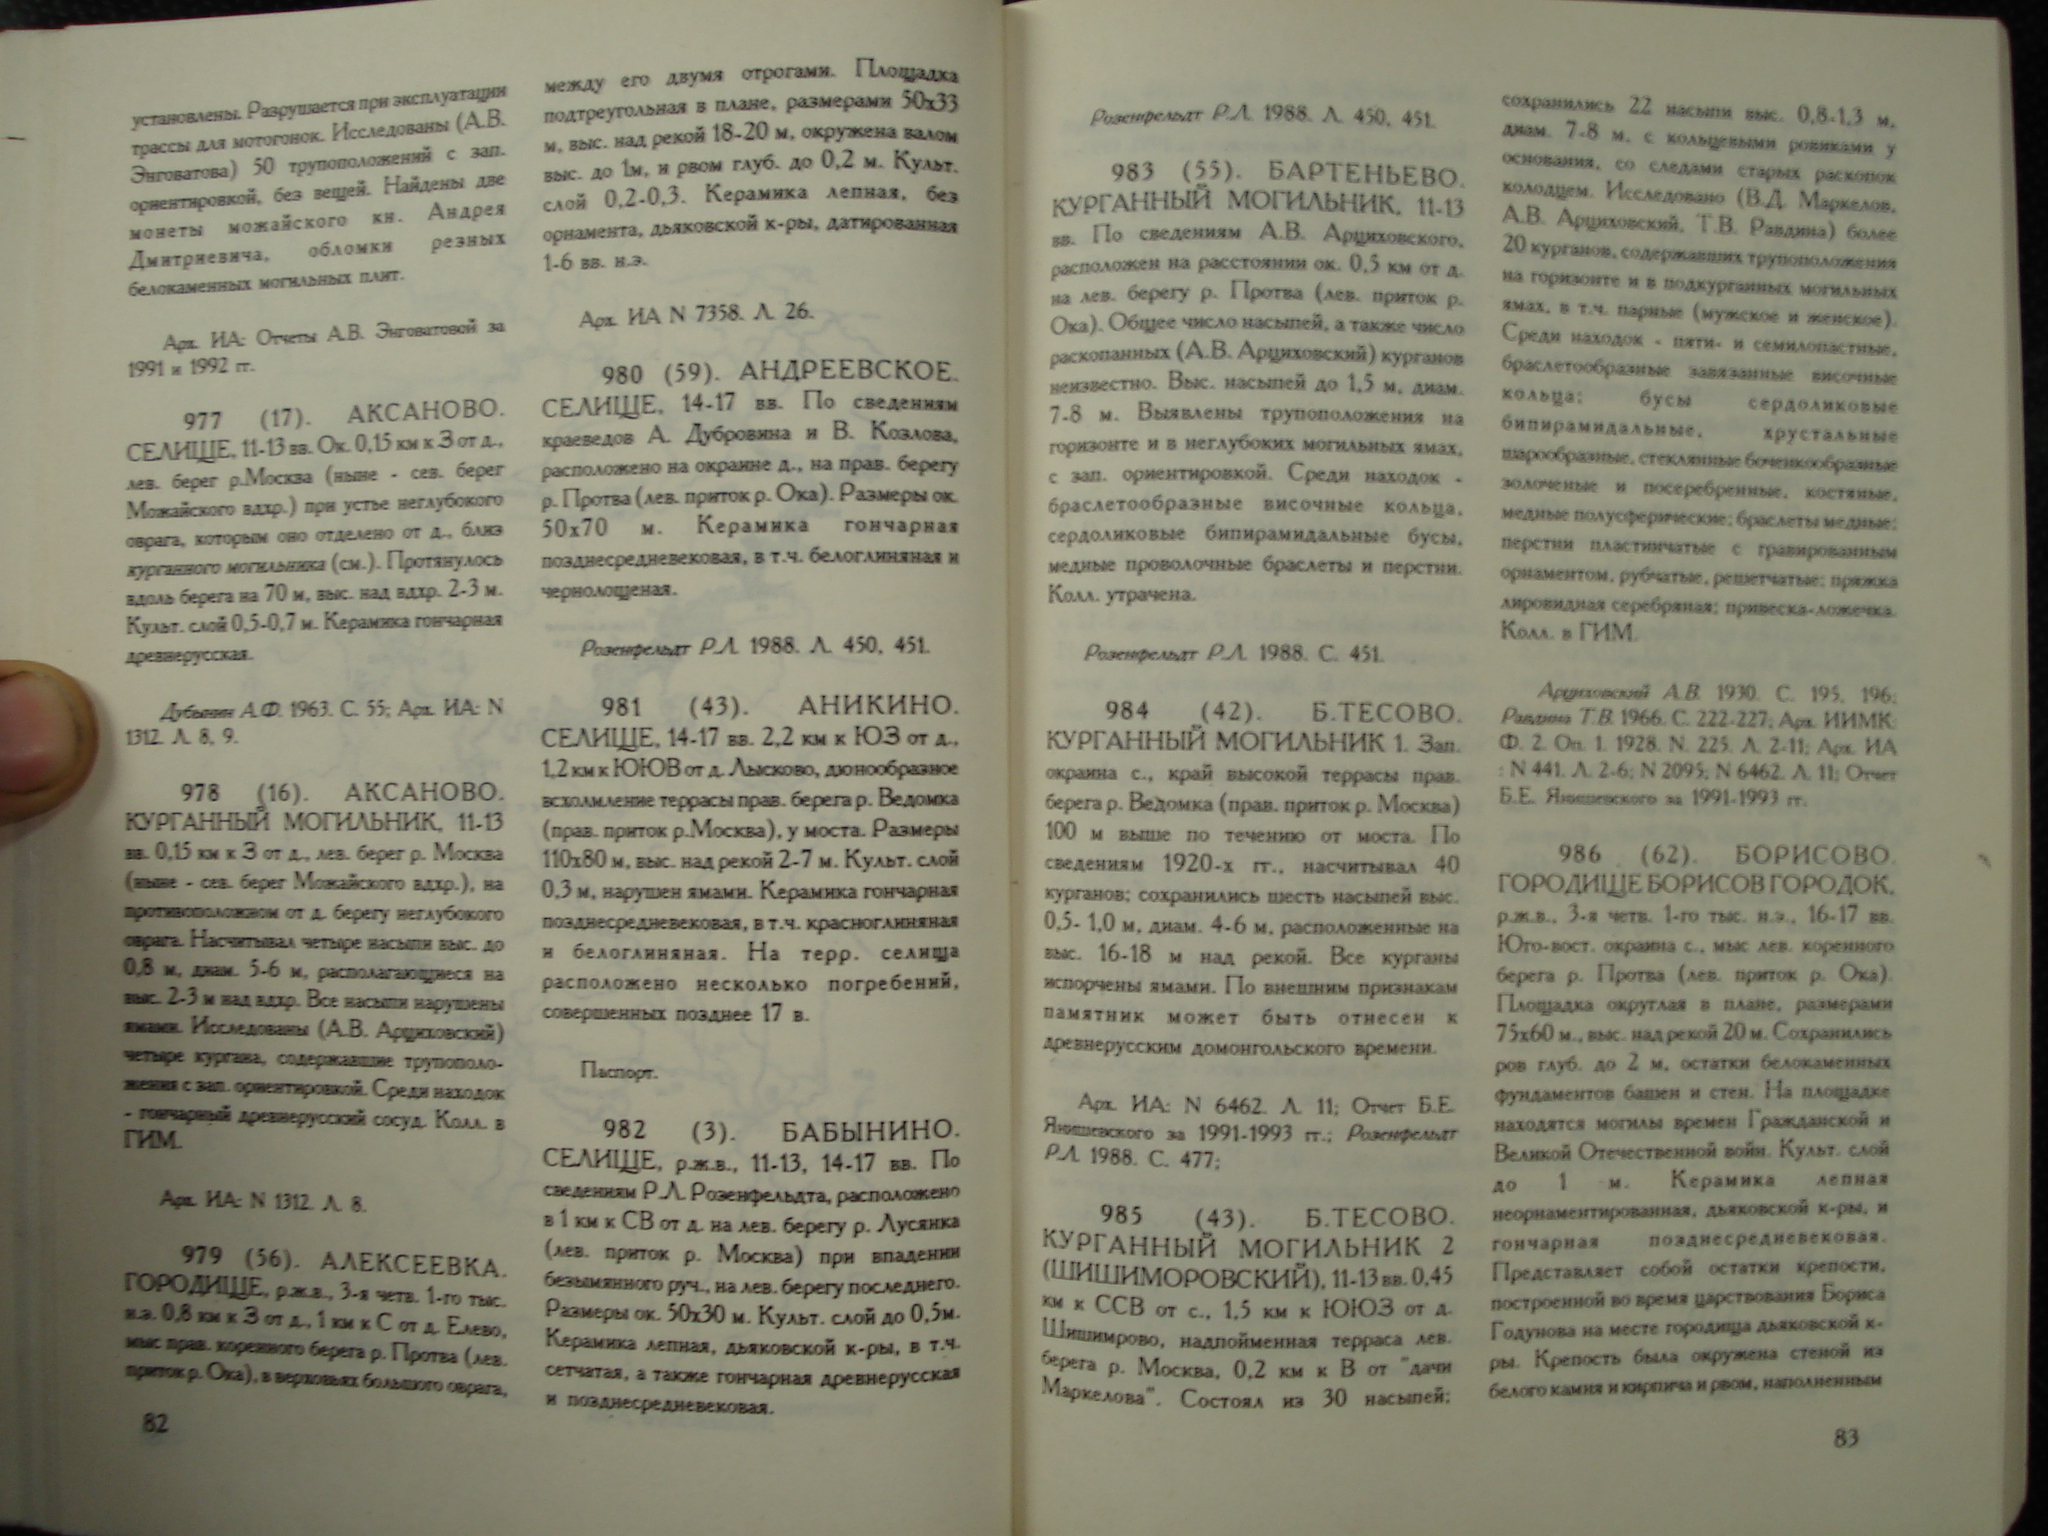 установлены. Разрушается при эксплуатации
трассы для мотогонок. Исследованы (А.В.
Энговатова) 50 трупоположений с зап.
ориентировкой, без вещей. Найдены две
монеты можайского кн. Андрея
Дмитриевича, обломки резных
белокаменных могильных плит.
Арх. ИА: Отчеты А.В. Энговатовой за
1991 и 1992 гг.
977 (17). АКСАНОВО.
СЕЛИЩЕ, 11-13 вв. Ок. 0,15 км к З от д.,
лев. берег р.Москва (ныне - сев. берег
Можайского вдхр.) при устье неглубокого
оврага, которым оно отделено от д., близ
курганного могильника (см.). Протянулось
вдоль берега на 70 м, выс. над вдхр. 2-3 м.
Культ. слой 0,5-0,7 м. Керамика гончарная
древнерусская.
Дубынин А.Ф. 1963. С. 55; Арх. ИА: N
1312. Л. 8, 9.
978 (16). АКСАНОВО.
КУРГАННЫЙ МОГИЛЬНИК, 11-13
вв. 0,15 км к З от д., лев. берег р. Москва
(ныне - сев. берег Можайского вдхр.), на
противоположном от д. берегу неглубокого
оврага. Насчитывал четыре насыпи выс. до
0,8 м, диам. 5-6 м, располагающиеся на
выс. 2-3 м над вдхр. Все насыпи нарушены
ямами. Исследованы (А.В. Арциховский)
четыре кургана, содержавшие трупополо-
жения с зап. ориентировкой. Среди находок
- гончарный древнерусский сосуд. Колл. в
ГИМ.
Арх. ИА: N 1312. Л. 8.
979 (56). АЛЕКСЕЕВКА.
ГОРОДИЩЕ, р.ж.в., 3-я четв. 1-го тыс.
н.э. 0,8 км к З от д., 1 км к С от д. Елево,
мыс прав. коренного берега р. Протва (лев.
приток р. Ока), в верховьях большого оврага,
82
между его двумя отрогами. Площадка
подтреугольная в плане, размерами 50х33
м, выс. над рекой 18-20 м, окружена валом
выс. до 1м, и рвом глуб. до 0,2 м. Культ.
слой 0,2-0,3. Керамика лепная, без
орнамента, дьяковской к-ры, датированная
1-6 вв. н.э.
Арх. ИА N 7358. Л. 26.
980 (59). АНДРЕЕВСКОЕ.
СЕЛИЩЕ, 14-17 вв. По сведениям
краеведов А. Дубровина и В. Козлова,
расположено на окраине д., на прав. берегу
р. Протва (лев. приток р. Ока). Размеры ок.
50х70 м. Керамика гончарная
позднесредневековая, в т.ч. белоглиняная и
чернолощеная.
Розенфельдт Р.Л. 1988. Л. 450, 451.
981 (43). АНИКИНО.
СЕЛИЩЕ, 14-17 вв. 2,2 км к ЮЗ от д.,
1,2 км к ЮЮВ от д. Лысково, дюнообразное
всхолмление террасы прав. берега р. Ведомка
(прав. приток р.Москва), у моста. Размеры
110х80 м, выс. над рекой 2-7 м. Культ. слой
0,3 м, нарушен ямами. Керамика гончарная
позднесредневековая, в т.ч. красноглиняная
и белоглиняная. На терр. селища
расположено несколько погребений,
совершенных позднее 17 в.
Паспорт.
982 (3). БАБЫНИНО.
СЕЛИЩЕ, р.ж.в., 11-13, 14-17 вв. По
сведениям Р.Л. Розенфельдта, расположено
в 1 км к СВ от д. на лев. берегу р. Лусянка
(лев. приток р. Москва) при впадении
безымянного руч., на лев. берегу последнего.
Размеры ок. 50х30 м. Культ. слой до 0,5м.
Керамика лепная, дьяковской к-ры, в т.ч.
сетчатая, а также гончарная древнерусская
и позднесредневековая.
Розенфельдт Р.Л. 1988. Л. 450, 451.
983 (55). БАРТЕНЬЕВО.
КУРГАННЫЙ МОГИЛЬНИК, 11-13
вв. По сведениям А.В. Арциховского,
расположен на расстоянии ок. 0,5 км от д.
на лев. берегу р. Протва (лев. приток р.
Ока). Общее число насыпей, а также число
раскопанных (А.В. Арциховский) курганов
неизвестно. Выс. насыпей до 1,5 м, диам.
7-8 м. Выявлены трупоположения на
горизонте и в неглубоких могильных ямах,
с зап. ориентировкой. Среди находок -
браслетообразные височные кольца,
сердоликовые бипирамидальные бусы,
медные проволочные браслеты и перстни.
Колл. утрачена.
Розенфельдт Р.Л. 1988. С. 451.
984 (42). Б.ТЕСОВО.
КУРГАННЫЙ МОГИЛЬНИК 1. Зап.
окраина с., край высокой террасы прав.
берега р. Ведомка (прав. приток р. Москва)
100 м выше по течению от моста. По
сведениям 1920-х гг., насчитывал 40
курганов; сохранились шесть насыпей выс.
0,5- 1,0 м, диам. 4-6 м, расположенные на
выс. 16-18 м над рекой. Все курганы
испорчены ямами. По внешним признакам
памятник может быть отнесен к
древнерусским домонгольского времени.
Арх. ИА: N 6462. Л. 11; Отчет Б.Е.
Янишевского за 1991-1993 гг.; Розенфельдт
Р.Л. 1988. С. 477;
985 (43). Б.ТЕСОВО.
КУРГАННЫЙ МОГИЛЬНИК 2
(ШИШИМОРОВСКИЙ), 11-13 вв. 0,45
км к ССВ от с., 1,5 км к ЮЮЗ от д.
Шишимрово, надпойменная терраса лев.
берега р. Москва, 0,2 км к В от "дачи
Маркелова". Состоял из 30 насыпей;
сохранились 22 насыпи выс. 0,8-1,3 м,
диам. 7-8 м, с кольцевыми ровиками у
основания, со следами старых раскопок
колодцем. Исследовано (В.Д. Маркелов,
А.В. Арциховский, Т.В. Равдина) более
20 курганов, содержавших трупоположения
на горизонте и в подкурганных могильных
ямах, в т.ч. парные (мужское и женское).
Среди находок - пяти- и семилопастные,
браслетообразные завязанные височные
кольца; бусы сердоликовые
бипирамидальные, хрустальные
шарообразные, стеклянные боченкообразные
золоченые и посеребренные, костяные,
медные полусферические; браслеты медные;
перстни пластинчатые с гравированным
орнаментом, рубчатые, решетчатые; пряжка
лировидная серебряная; привеска-ложечка.
Колл. в ГИМ.
Арциховский А.В. 1930. С. 195, 196;
Равдина Т.В. 1966. С. 222-227; Арх. ИИМК:
Ф. 2. Оп. 1. 1928. N. 225. Л. 2-11; Арх. ИА
: N 441. Л. 2-6; N 2095; N 6462. Л. 11; Отчет
Б.Е. Янишевского за 1991-1993 гг.
986 (62). БОРИСОВО.
ГОРОДИЩЕ БОРИСОВ ГОРОДОК,
р.ж.в., 3-я четв. 1-го тыс. н.э., 16-17 вв.
Юго-вост. окраина с., мыс лев. коренного
берега р. Протва (лев. приток р. Ока).
Площадка округлая в плане, размерами
75х60 м., выс. над рекой 20 м. Сохранились
ров глуб. до 2 м, остатки белокаменных
фундаментов башен и стен. На площадке
находятся могилы времен Гражданской и
Великой Отечественной войн. Культ. слой
до 1 м. Керамика лепная
неорнаментированная, дьяковской к-ры, и
гончарная позднесредневековая.
Представляет собой остатки крепости,
построенной во время царствования Бориса
Годунова на месте городища дьяковской к-
ры. Крепость была окружена стеной из
белого камня и кирпича и рвом, наполненным
83